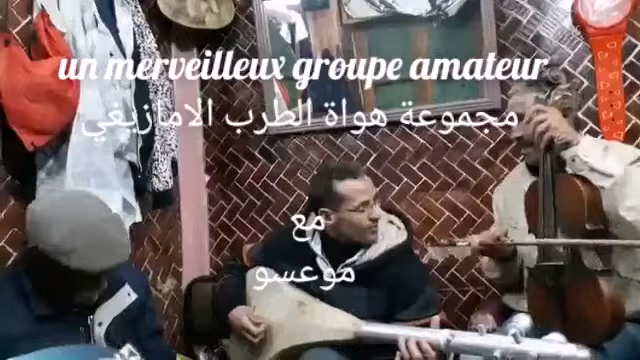 un merveilleux groupe amateur
مجموعة هواة الطرب الامازيغي
مع
موعسو